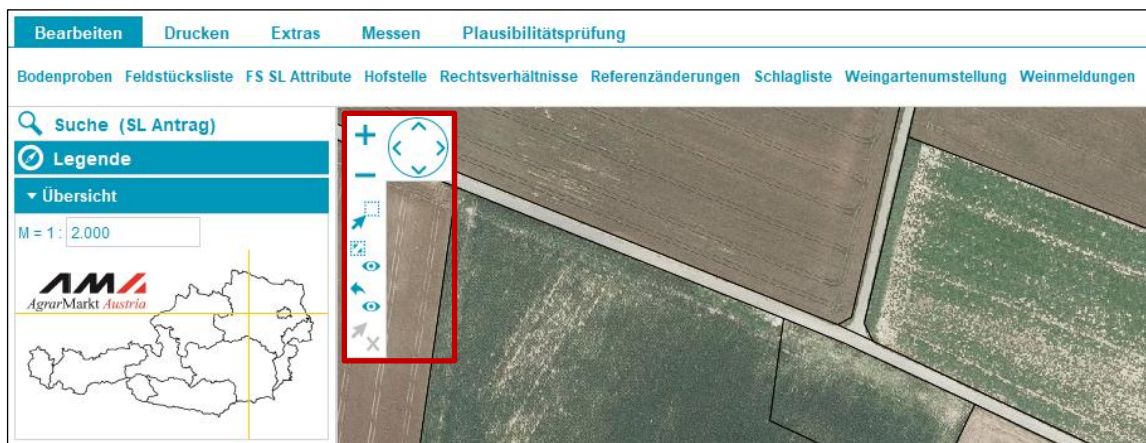 Bearbeiten Drucken Extras Messen Plausibilitätsprüfung
Bodenproben Feldstücksliste FS SL Attribute Hofstelle Rechtsverhältnisse Referenzänderungen Schlagliste Weingartenumstellung Weinmeldungen
Suche (SL Antrag)
Legende
Übersicht
M = 1 : 2.000
AMA
AgrarMarkt Austria